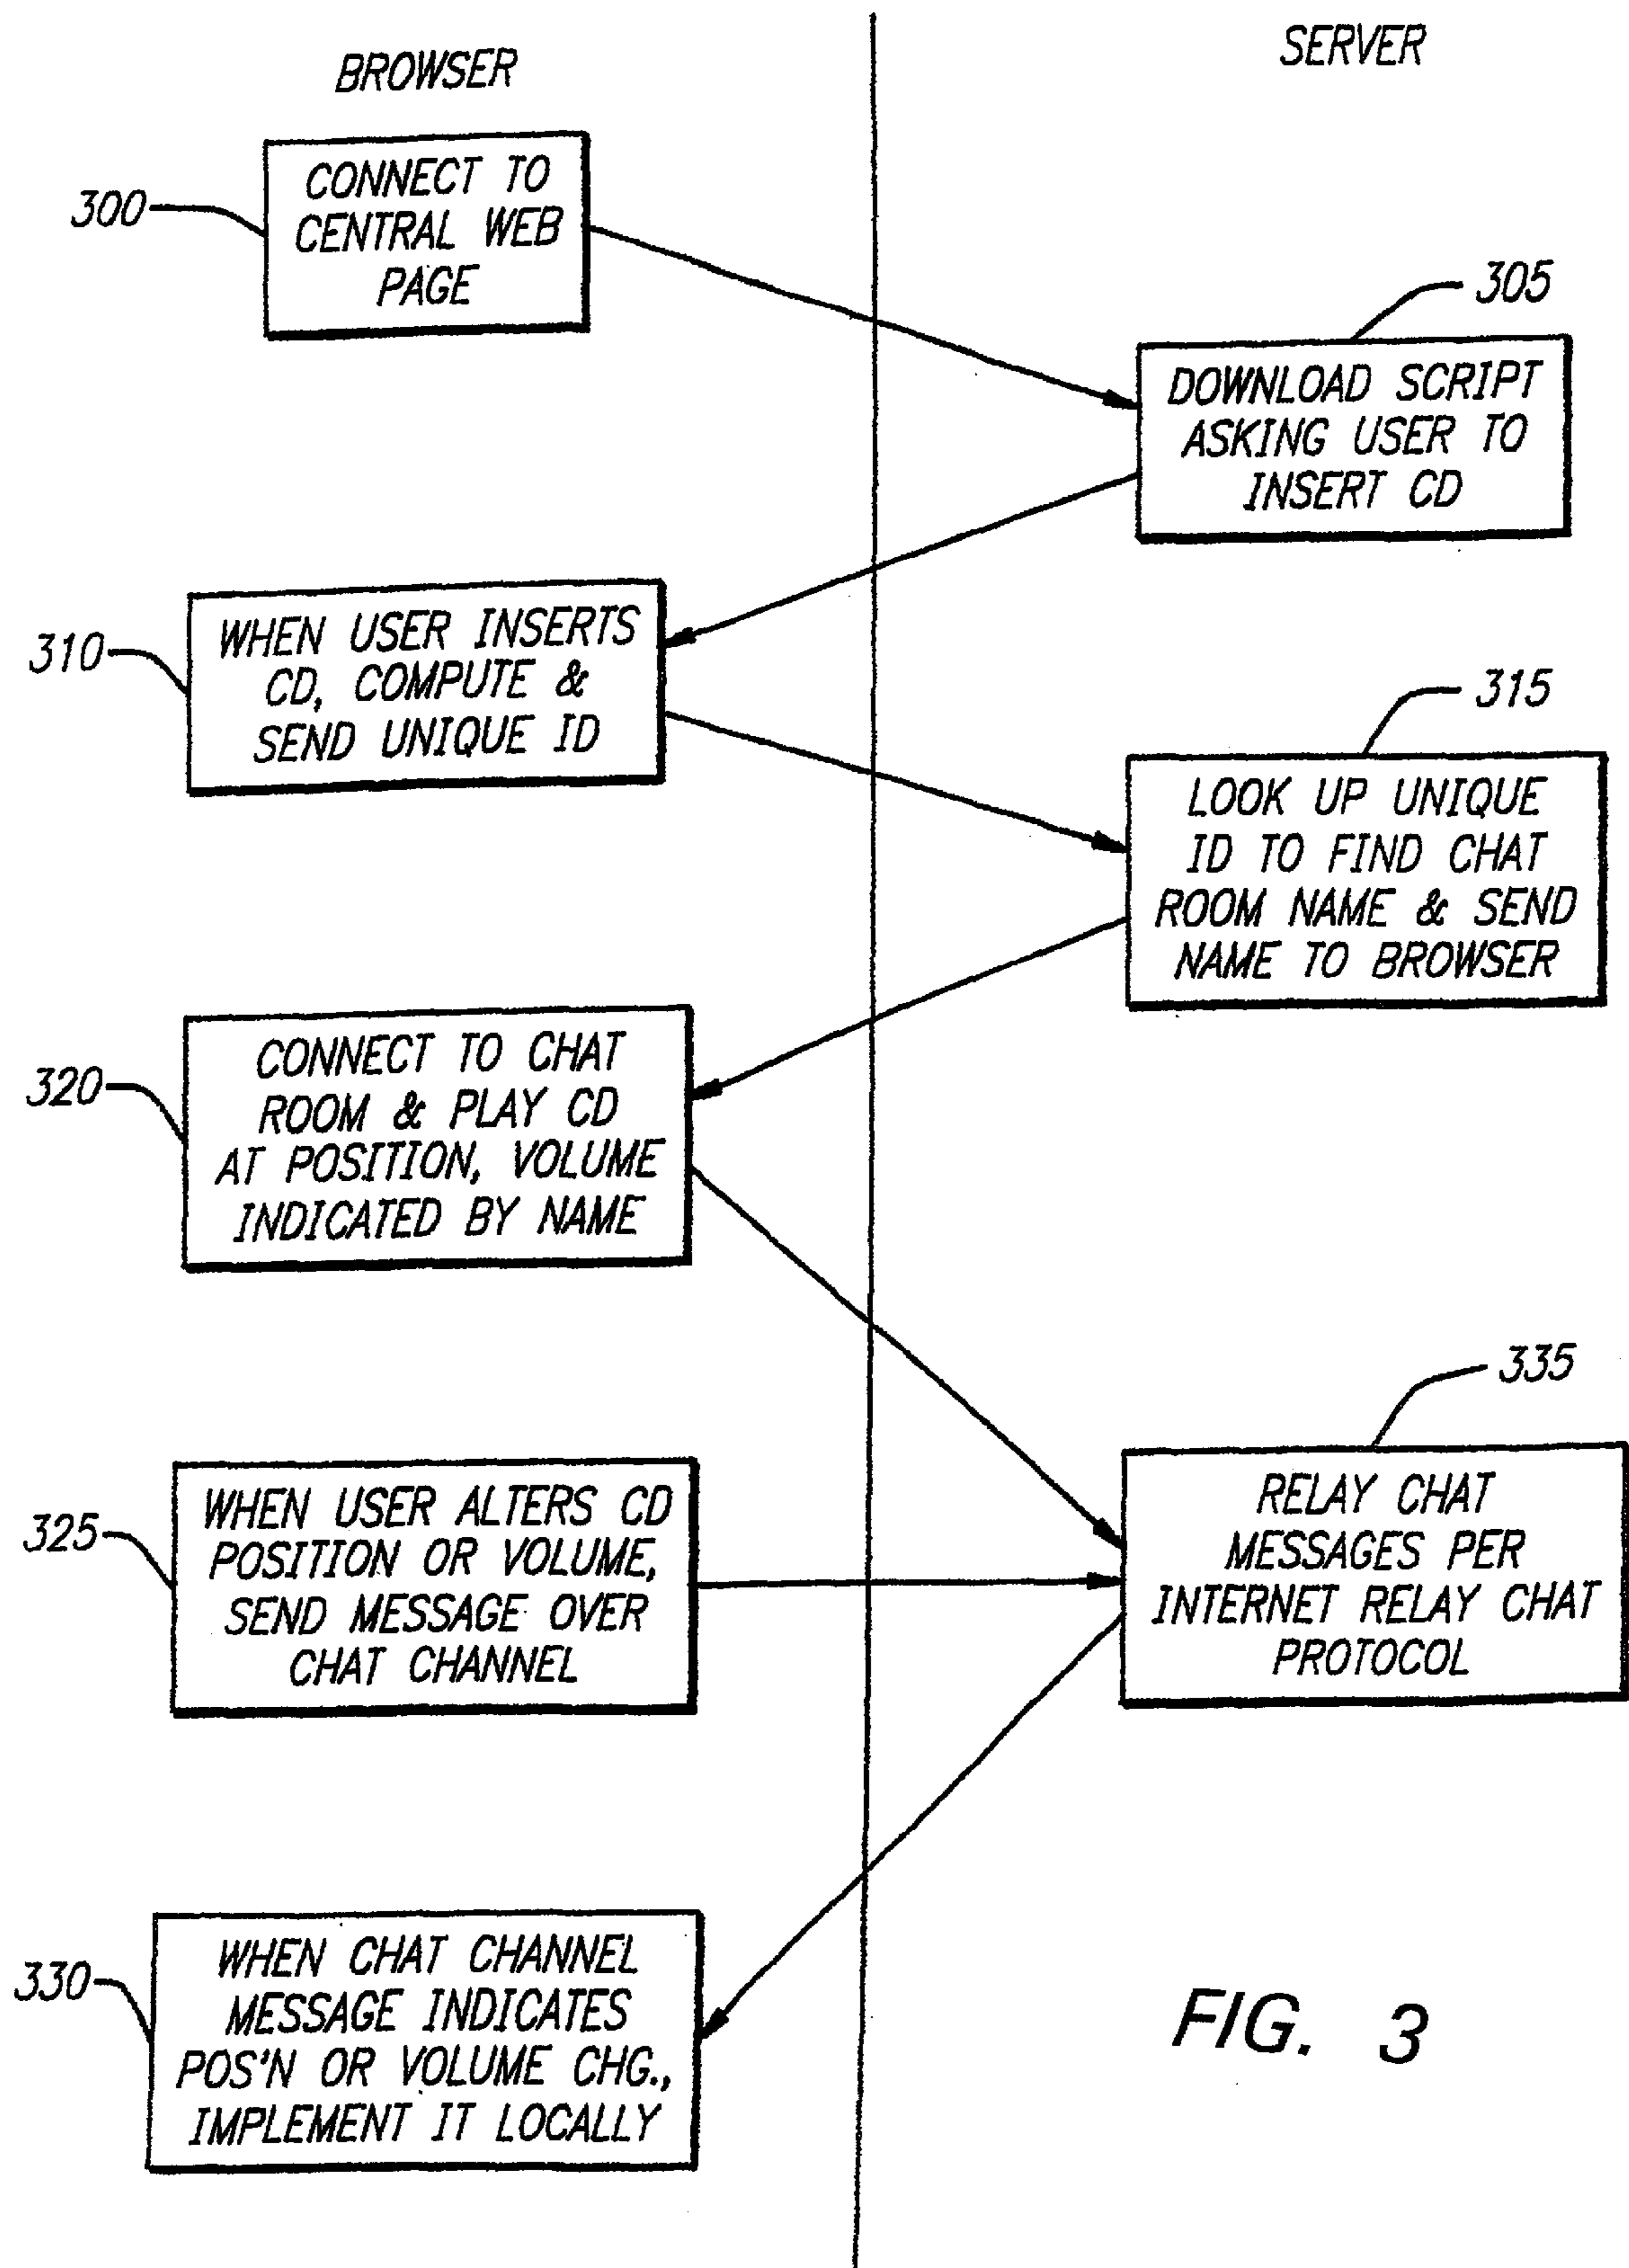 BROWSER
SERVER
300
CONNECT TO
CENTRAL WEB
PAGE
305
DOWNLOAD SCRIPT
ASKING USER TO
INSERT CD
310
WHEN USER INSERTS
CD, COMPUTE &
SEND UNIQUE ID
315
LOOK UP UNIQUE
ID TO FIND CHAT
ROOM NAME & SEND
NAME TO BROWSER
320
CONNECT TO CHAT
ROOM & PLAY CD
AT POSITION, VOLUME
INDICATED BY NAME
335
RELAY CHAT
MESSAGES PER
INTERNET RELAY CHAT
PROTOCOL
325
WHEN USER ALTERS CD
POSITION OR VOLUME,
SEND MESSAGE OVER
CHAT CHANNEL
330
WHEN CHAT CHANNEL
MESSAGE INDICATES
POS'N OR VOLUME CHG.,
IMPLEMENT IT LOCALLY
FIG. 3